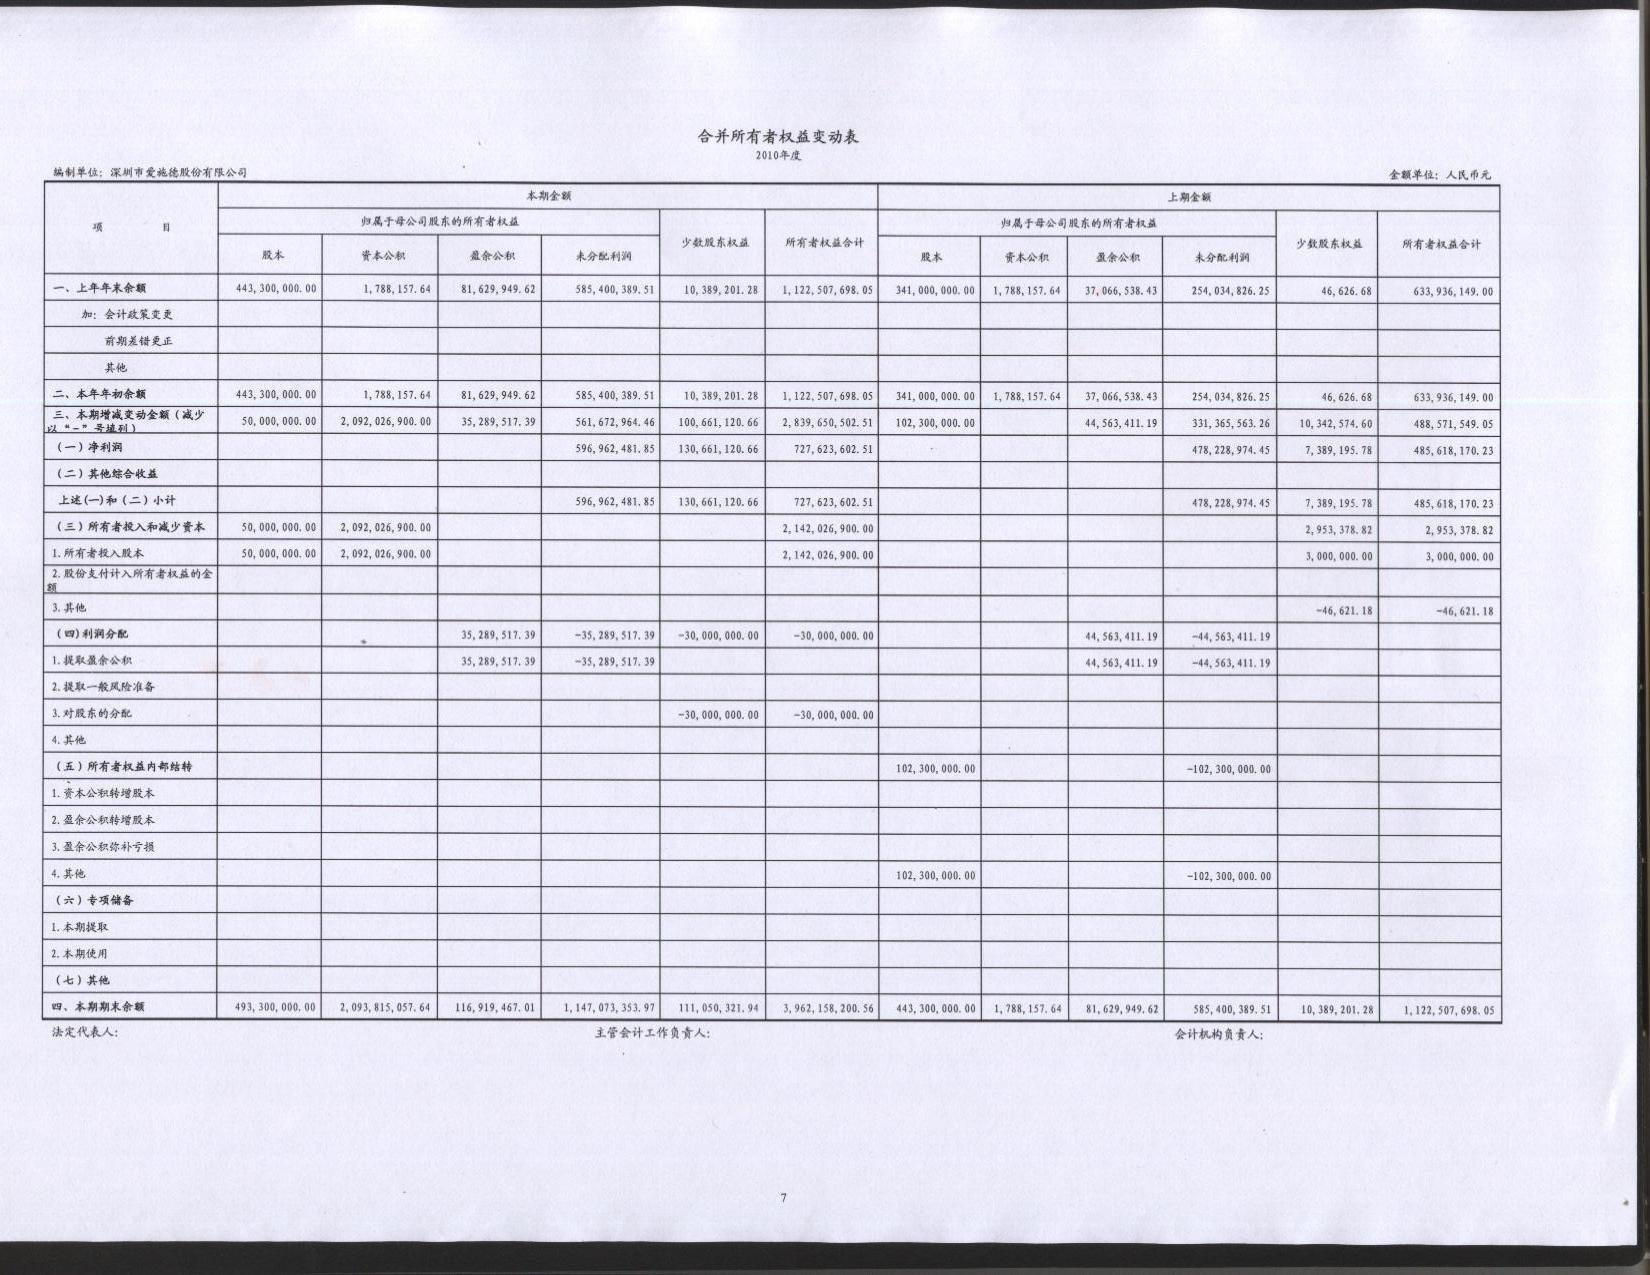 合并所有者权益变动表
2010年度
编制单位：深圳市爱施德股份有限公司 金额单位：人民币元
项 目 本期金额 上期金额
归属于母公司股东的所有者权益 少数股东权益 所有者权益合计 归属于母公司股东的所有者权益 少数股东权益 所有者权益合计
股本 资本公积 盈余公积 未分配利润 股本 资本公积 盈余公积 未分配利润
一、上年年末余额 443,300,000.00 1,788,157.64 81,629,949.62 585,400,389.51 10,389,201.28 1,122,507,698.05 341,000,000.00 1,788,157.64 37,066,538.43 254,034,826.25 46,626.68 633,936,149.00
加：会计政策变更
前期差错更正
其他
二、本年年初余额 443,300,000.00 1,788,157.64 81,629,949.62 585,400,389.51 10,389,201.28 1,122,507,698.05 341,000,000.00 1,788,157.64 37,066,538.43 254,034,826.25 46,626.68 633,936,149.00
三、本期增减变动金额（减少
以“－”号填列） 50,000,000.00 2,092,026,900.00 35,289,517.39 561,672,964.46 100,661,120.66 2,839,650,502.51 102,300,000.00 44,563,411.19 331,365,563.26 10,342,574.60 488,571,549.05
（一）净利润 596,962,481.85 130,661,120.66 727,623,602.51 478,228,974.45 7,389,195.78 485,618,170.23
（二）其他综合收益
上述(一)和（二）小计 596,962,481.85 130,661,120.66 727,623,602.51 478,228,974.45 7,389,195.78 485,618,170.23
（三）所有者投入和减少资本 50,000,000.00 2,092,026,900.00 2,142,026,900.00 2,953,378.82 2,953,378.82
1.所有者投入股本 50,000,000.00 2,092,026,900.00 2,142,026,900.00 3,000,000.00 3,000,000.00
2.股份支付计入所有者权益的金
额
3.其他 -46,621.18 -46,621.18
（四)利润分配 35,289,517.39 -35,289,517.39 -30,000,000.00 -30,000,000.00 44,563,411.19 -44,563,411.19
1.提取盈余公积 35,289,517.39 -35,289,517.39 44,563,411.19 -44,563,411.19
2.提取一般风险准备
3.对股东的分配 -30,000,000.00 -30,000,000.00
4.其他
（五）所有者权益内部结转 102,300,000.00 -102,300,000.00
1.资本公积转增股本
2.盈余公积转增股本
3.盈余公积弥补亏损
4.其他 102,300,000.00 -102,300,000.00
（六）专项储备
1.本期提取
2.本期使用
（七）其他
四、本期期末余额 493,300,000.00 2,093,815,057.64 116,919,467.01 1,147,073,353.97 111,050,321.94 3,962,158,200.56 443,300,000.00 1,788,157.64 81,629,949.62 585,400,389.51 10,389,201.28 1,122,507,698.05
法定代表人： 主管会计工作负责人： 会计机构负责人：
7